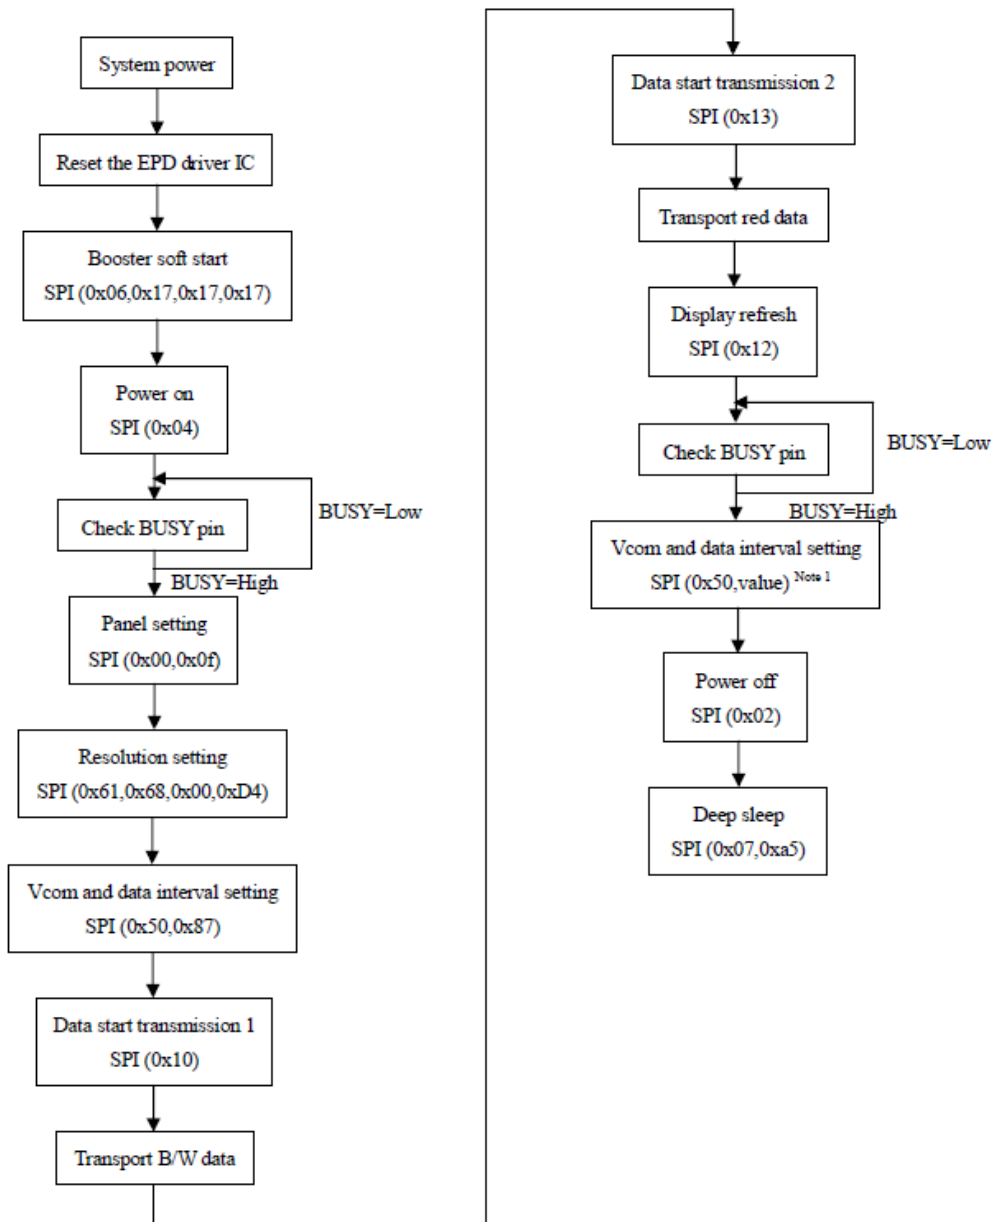 System power
Reset the EPD driver IC
Booster soft start
SPI (0x06,0x17,0x17,0x17)
Power on
SPI (0x04)
BUSY=Low
Check BUSY pin
BUSY=High
Panel setting
SPI (0x00,0x0f)
Resolution setting
SPI (0x61,0x68,0x00,0xD4)
Vcom and data interval setting
SPI (0x50,0x87)
Data start transmission 1
SPI (0x10)
Transport B/W data
Data start transmission 2
SPI (0x13)
Transport red data
Display refresh
SPI (0x12)
BUSY=Low
Check BUSY pin
BUSY=High
Vcom and data interval setting
SPI (0x50,value) Note 1
Power off
SPI (0x02)
Deep sleep
SPI (0x07,0xa5)